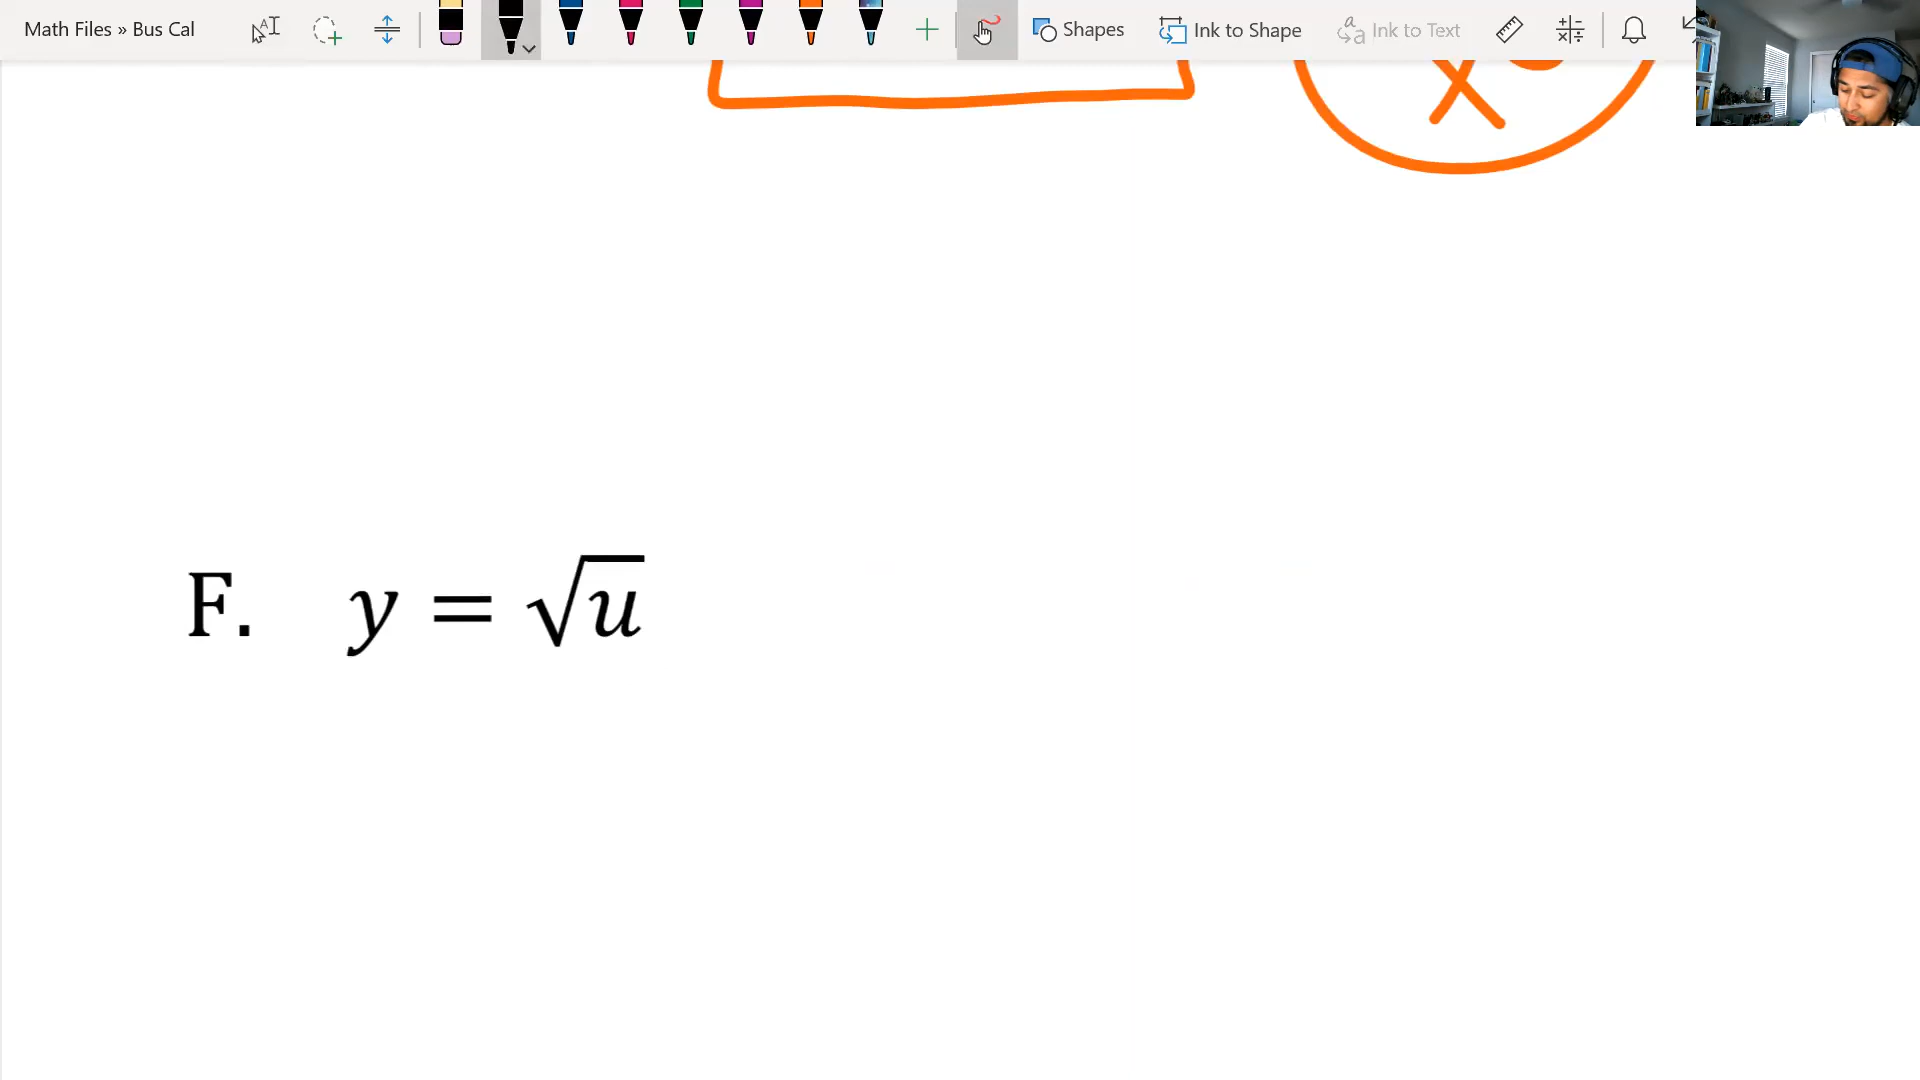 Math Files » Bus Cal Shapes Ink to Shape Ink to Text
x
F. y = √u